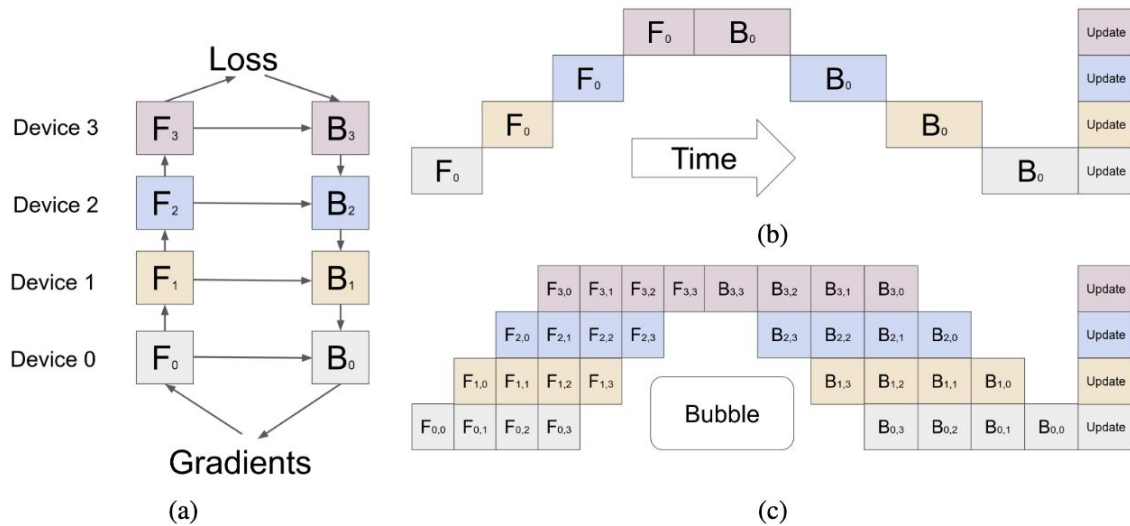 Loss
Device 3 F3 B3
Device 2 F2 B2
Device 1 F1 B1
Device 0 F0 B0
Gradients
(a)
F0 B0 Update
F0 B0 Update
F0 B0 Update
Time
F0 B0 Update
(b)
F3,0 F3,1 F3,2 F3,3 B3,3 B3,2 B3,1 B3,0 Update
F2,0 F2,1 F2,2 F2,3 B2,3 B2,2 B2,1 B2,0 Update
F1,0 F1,1 F1,2 F1,3 B1,3 B1,2 B1,1 B1,0 Update
Bubble
F0,0 F0,1 F0,2 F0,3 B0,3 B0,2 B0,1 B0,0 Update
(c)